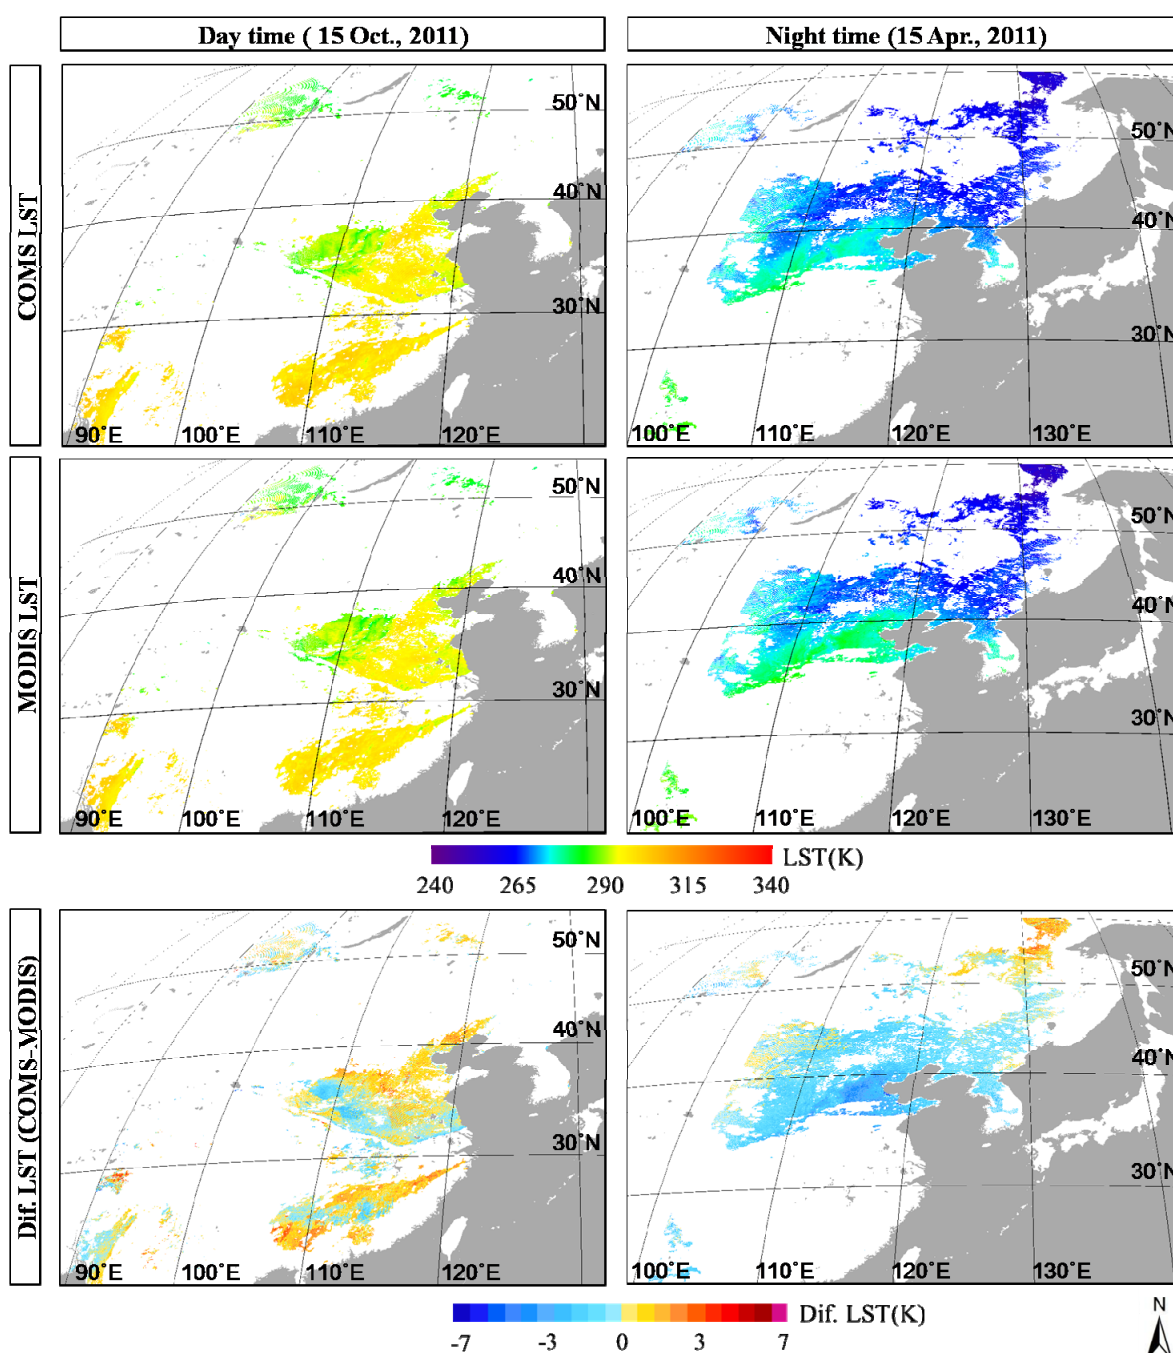 Day time ( 15 Oct., 2011)
Night time (15 Apr., 2011)
COMS LST
50°N
40°N
30°N
90°E 100°E 110°E 120°E
50°N
40°N
30°N
100°E 110°E 120°E 130°E
MODIS LST
50°N
40°N
30°N
90°E 100°E 110°E 120°E
50°N
40°N
30°N
100°E 110°E 120°E 130°E
LST(K)
240 265 290 315 340
Dif. LST (COMS-MODIS)
50°N
40°N
30°N
90°E 100°E 110°E 120°E
50°N
40°N
30°N
100°E 110°E 120°E 130°E
Dif. LST(K)
-7 -3 0 3 7
N